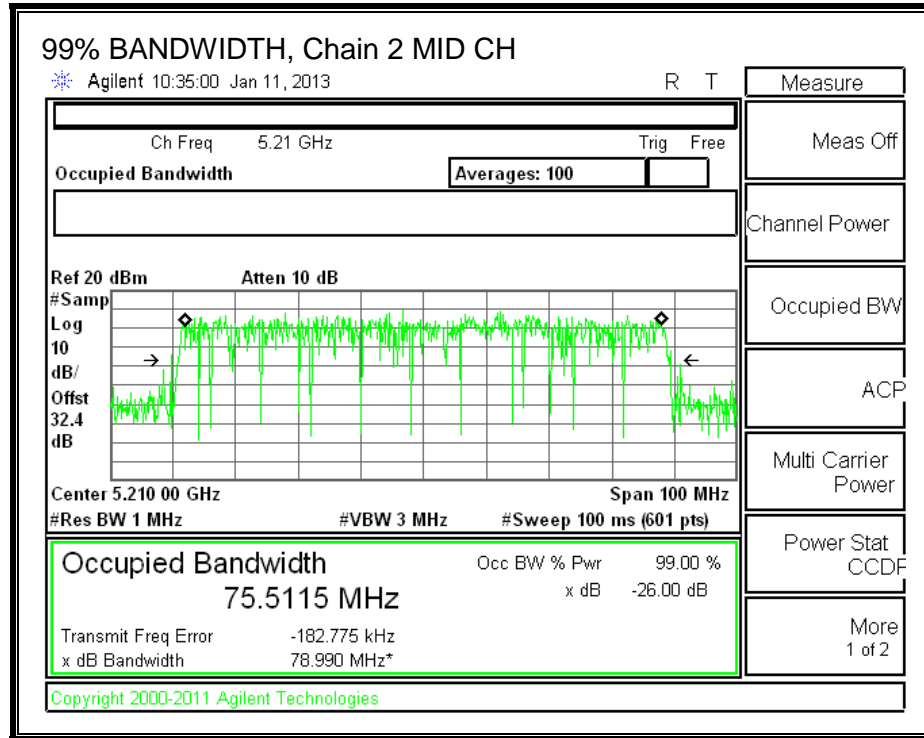 99% BANDWIDTH, Chain 2 MID CH
Agilent 10:35:00 Jan 11, 2013 R T
Measure
Ch Freq 5.21 GHz Trig Free
Meas Off
Occupied Bandwidth Averages: 100
Channel Power
Ref 20 dBm Atten 10 dB
#Samp
Log
10
dB/
Offst
32.4
dB
Occupied BW
ACP
Multi Carrier
Power
Center 5.210 00 GHz Span 100 MHz
#Res BW 1 MHz #VBW 3 MHz #Sweep 100 ms (601 pts)
Power Stat
CCDF
Occupied Bandwidth Occ BW % Pwr 99.00 %
75.5115 MHz x dB -26.00 dB
Transmit Freq Error -182.775 kHz
x dB Bandwidth 78.990 MHz*
More
1 of 2
Copyright 2000-2011 Agilent Technologies